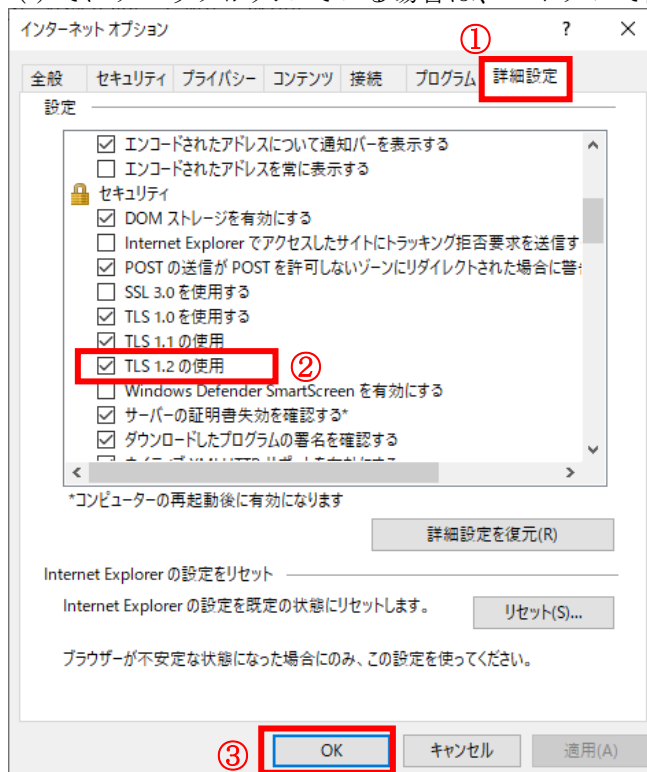 インターネット オプション ? ×
①
全般 セキュリティ プライバシー コンテンツ 接続 プログラム 詳細設定
設定
エンコードされたアドレスについて通知バーを表示する
エンコードされたアドレスを常に表示する
セキュリティ
DOM ストレージを有効にする
Internet Explorer でアクセスしたサイトにトラッキング拒否要求を送信す
POST の送信が POST を許可しないゾーンにリダイレクトされた場合に警
SSL 3.0 を使用する
TLS 1.0 を使用する
TLS 1.1 の使用
TLS 1.2 の使用 ②
Windows Defender SmartScreen を有効にする
サーバーの証明書失効を確認する*
ダウンロードしたプログラムの署名を確認する
*コンピューターの再起動後に有効になります
詳細設定を復元(R)
Internet Explorer の設定をリセット
Internet Explorer の設定を既定の状態にリセットします。 リセット(S)...
ブラウザーが不安定な状態になった場合にのみ、この設定を使ってください。
③ OK キャンセル 適用(A)